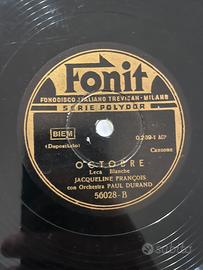 Fonit
FONODISCO ITALIANO TREVISAN - MILANO
SERIE POLYDOR
BIEM
(Depositato)
Canzone
OCTOBRE
Leca Blanche
JACQUELINE FRANÇOIS
con Orchestra PAUL DURAND
56028-B
subito